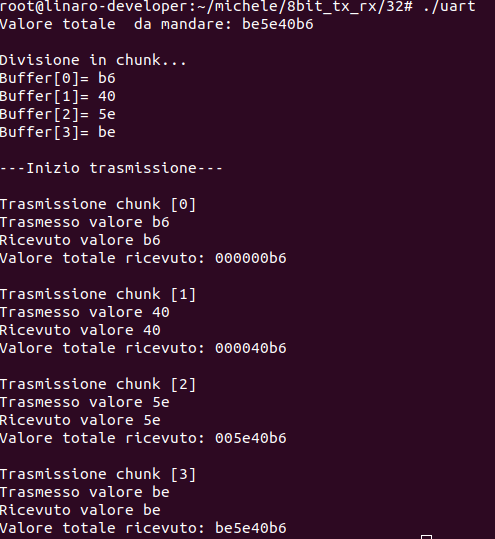 root@linaro-developer:~/michele/8bit_tx_rx/32# ./uart
Valore totale  da mandare: be5e40b6
Divisione in chunk...
Buffer[0]= b6
Buffer[1]= 40
Buffer[2]= 5e
Buffer[3]= be
---Inizio trasmissione---
Trasmissione chunk [0]
Trasmesso valore b6
Ricevuto valore b6
Valore totale ricevuto: 000000b6
Trasmissione chunk [1]
Trasmesso valore 40
Ricevuto valore 40
Valore totale ricevuto: 000040b6
Trasmissione chunk [2]
Trasmesso valore 5e
Ricevuto valore 5e
Valore totale ricevuto: 005e40b6
Trasmissione chunk [3]
Trasmesso valore be
Ricevuto valore be
Valore totale ricevuto: be5e40b6